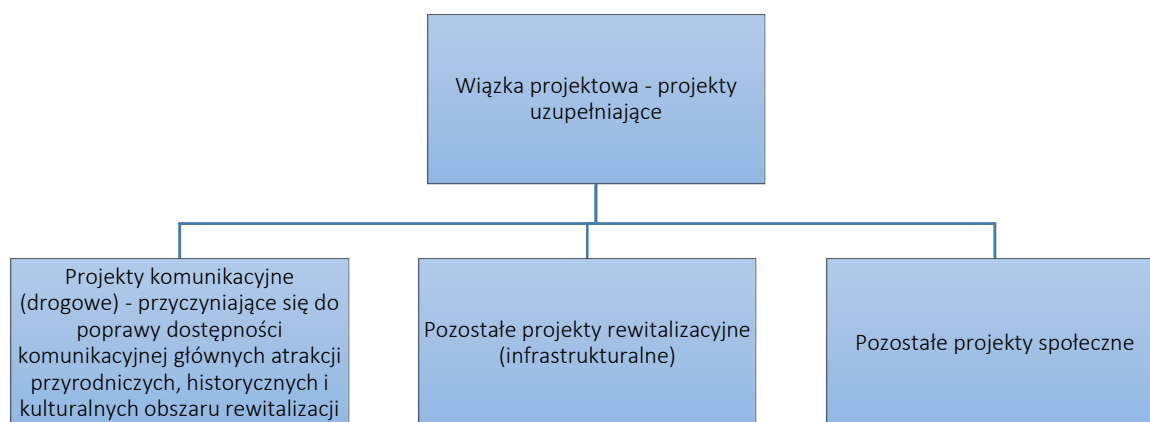 Wiązka projektowa - projekty
uzupełniające
Projekty komunikacyjne
(drogowe) - przyczyniające się do
poprawy dostępności
komunikacyjnej głównych atrakcji
przyrodniczych, historycznych i
kulturalnych obszaru rewitalizacji
Pozostałe projekty rewitalizacyjne
(infrastrukturalne)
Pozostałe projekty społeczne